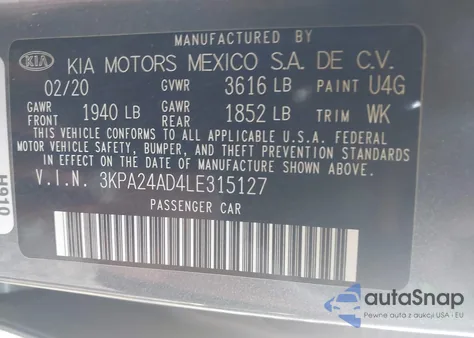 MANUFACTURED BY
KIA KIA MOTORS MEXICO S.A. DE C.V.
02/20 GVWR 3616 LB PAINT U4G
GAWR FRONT 1940 LB GAWR REAR 1852 LB TRIM WK
THIS VEHICLE CONFORMS TO ALL APPLICABLE U.S. FEDERAL
MOTOR VEHICLE SAFETY, BUMPER, AND THEFT PREVENTION STANDARDS
IN EFFECT ON THE DATE OF MANUFACTURE SHOWN ABOVE.
V.I.N. 3KPA24AD4LE315127
PASSENGER CAR
H910
autoSnap
Pewne auta z aukcji USA - EU